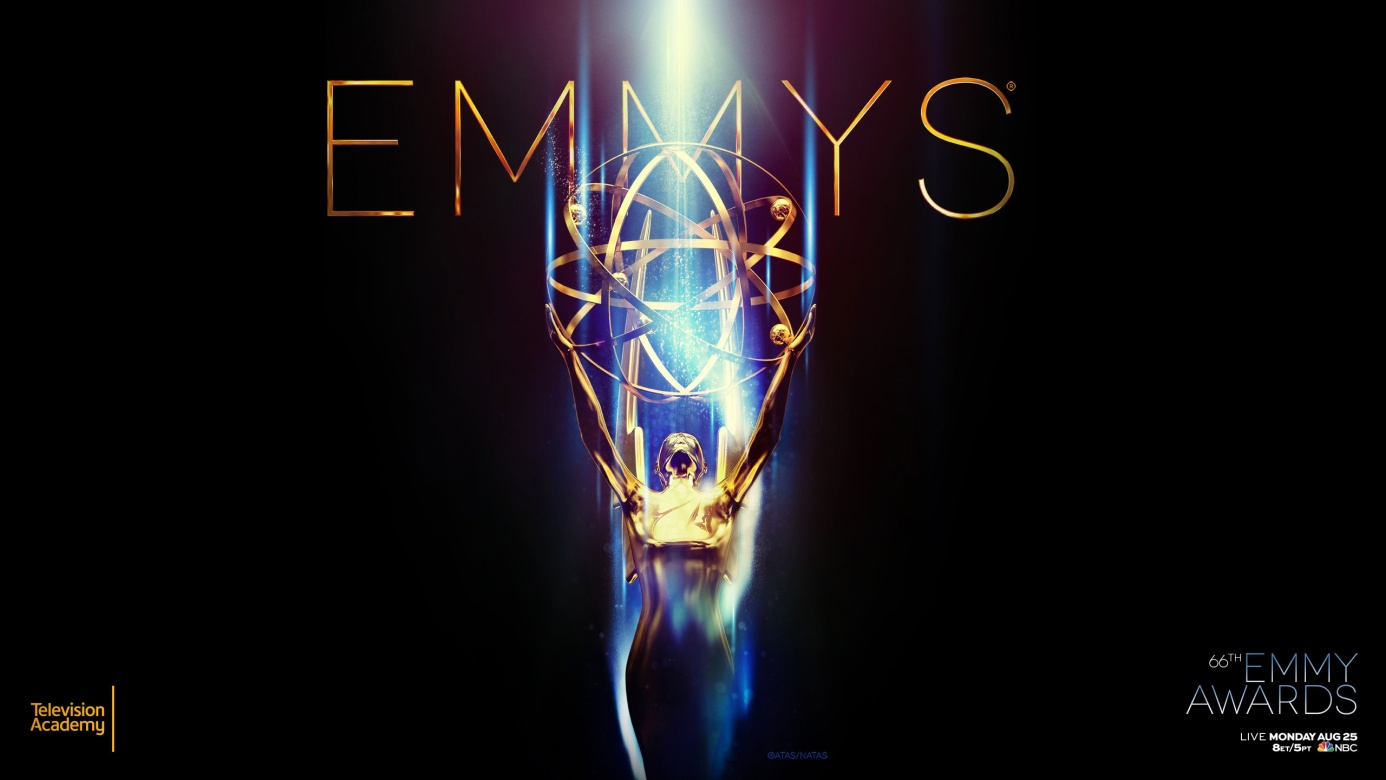 EMMYS®
Television
Academy
©ATAS/NATAS
66TH EMMY
AWARDS
LIVE MONDAY AUG 25
8ET/5PT NBC